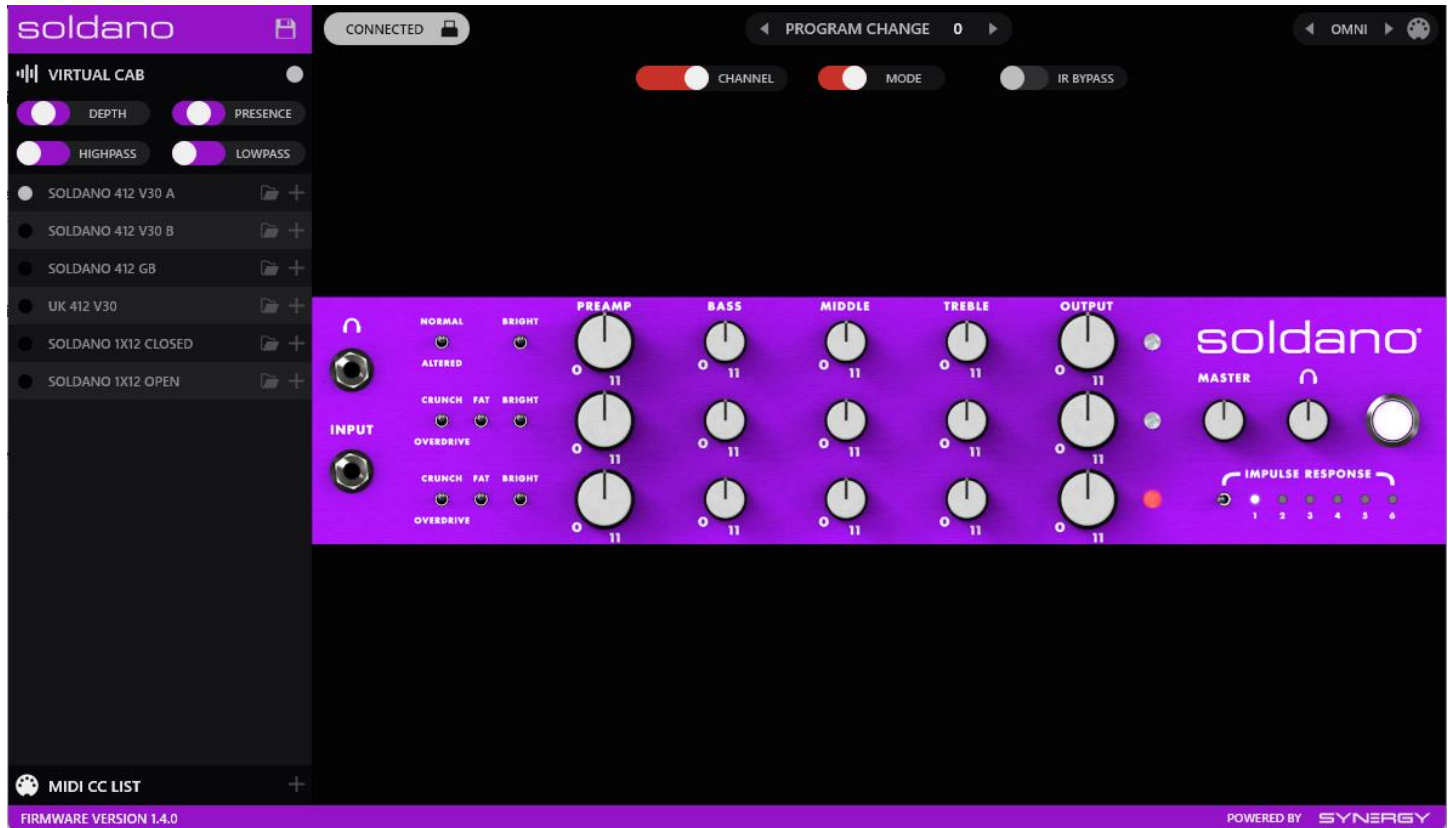 soldano
CONNECTED
PROGRAM CHANGE 0
OMNI
VIRTUAL CAB
CHANNEL
MODE
IR BYPASS
DEPTH
PRESENCE
HIGHPASS
LOWPASS
SOLDANO 412 V30 A
SOLDANO 412 V30 B
SOLDANO 412 GB
UK 412 V30
SOLDANO 1X12 CLOSED
SOLDANO 1X12 OPEN
PREAMP BASS MIDDLE TREBLE OUTPUT
NORMAL BRIGHT
ALTERED
0 11 0 11 0 11 0 11 0 11
soldano
MASTER
INPUT
CRUNCH FAT BRIGHT
OVERDRIVE
0 11 0 11 0 11 0 11 0 11
CRUNCH FAT BRIGHT
OVERDRIVE
0 11 0 11 0 11 0 11 0 11
IMPULSE RESPONSE
1 2 3 4 5 6
MIDI CC LIST
FIRMWARE VERSION 1.4.0
POWERED BY SYNERGY